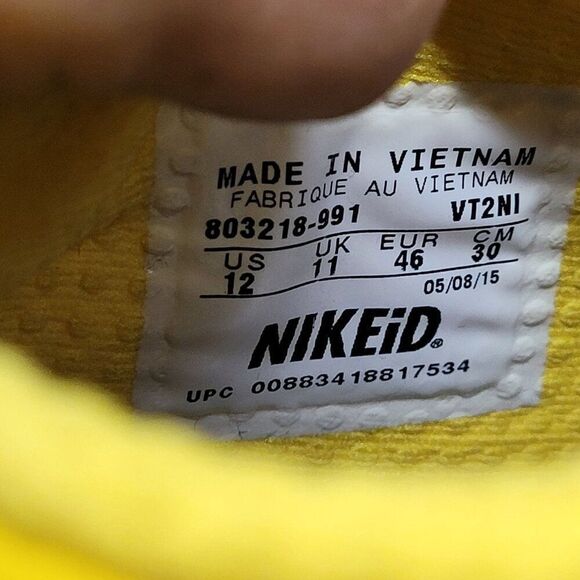 MADE IN VIETNAM
FABRIQUE AU VIETNAM
803218-991 VT2NI
US UK EUR CM
12 11 46 30
05/08/15
NIKEiD®
UPC 00883418817534